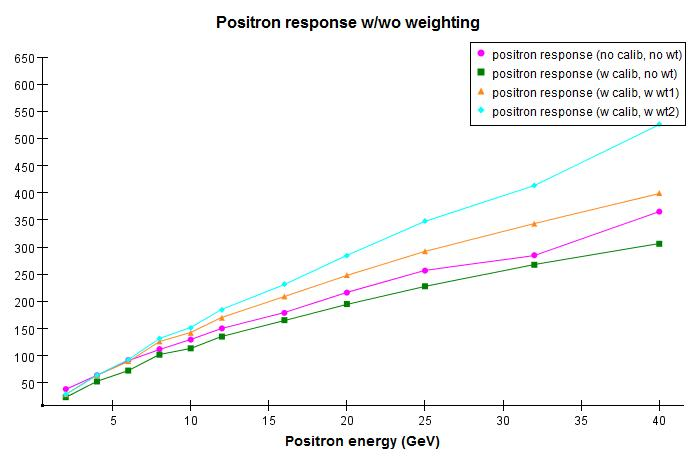 Positron response w/wo weighting
positron response (no calib, no wt)
positron response (w calib, no wt)
positron response (w calib, w wt1)
positron response (w calib, w wt2)
650
600
550
500
450
400
350
300
250
200
150
100
50
5 10 15 20 25 30 35 40
Positron energy (GeV)